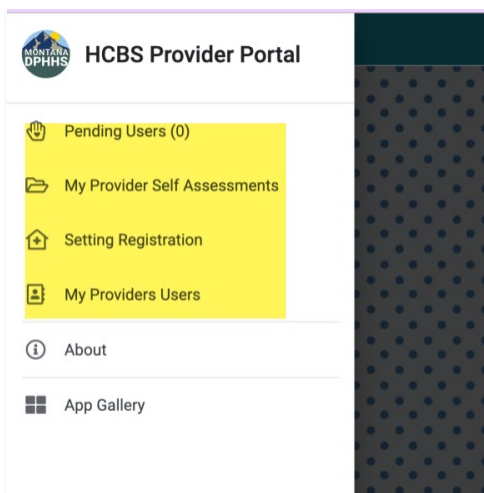 MONTANA
DPHHS
HCBS Provider Portal
Pending Users (0)
My Provider Self Assessments
Setting Registration
My Providers Users
About
App Gallery